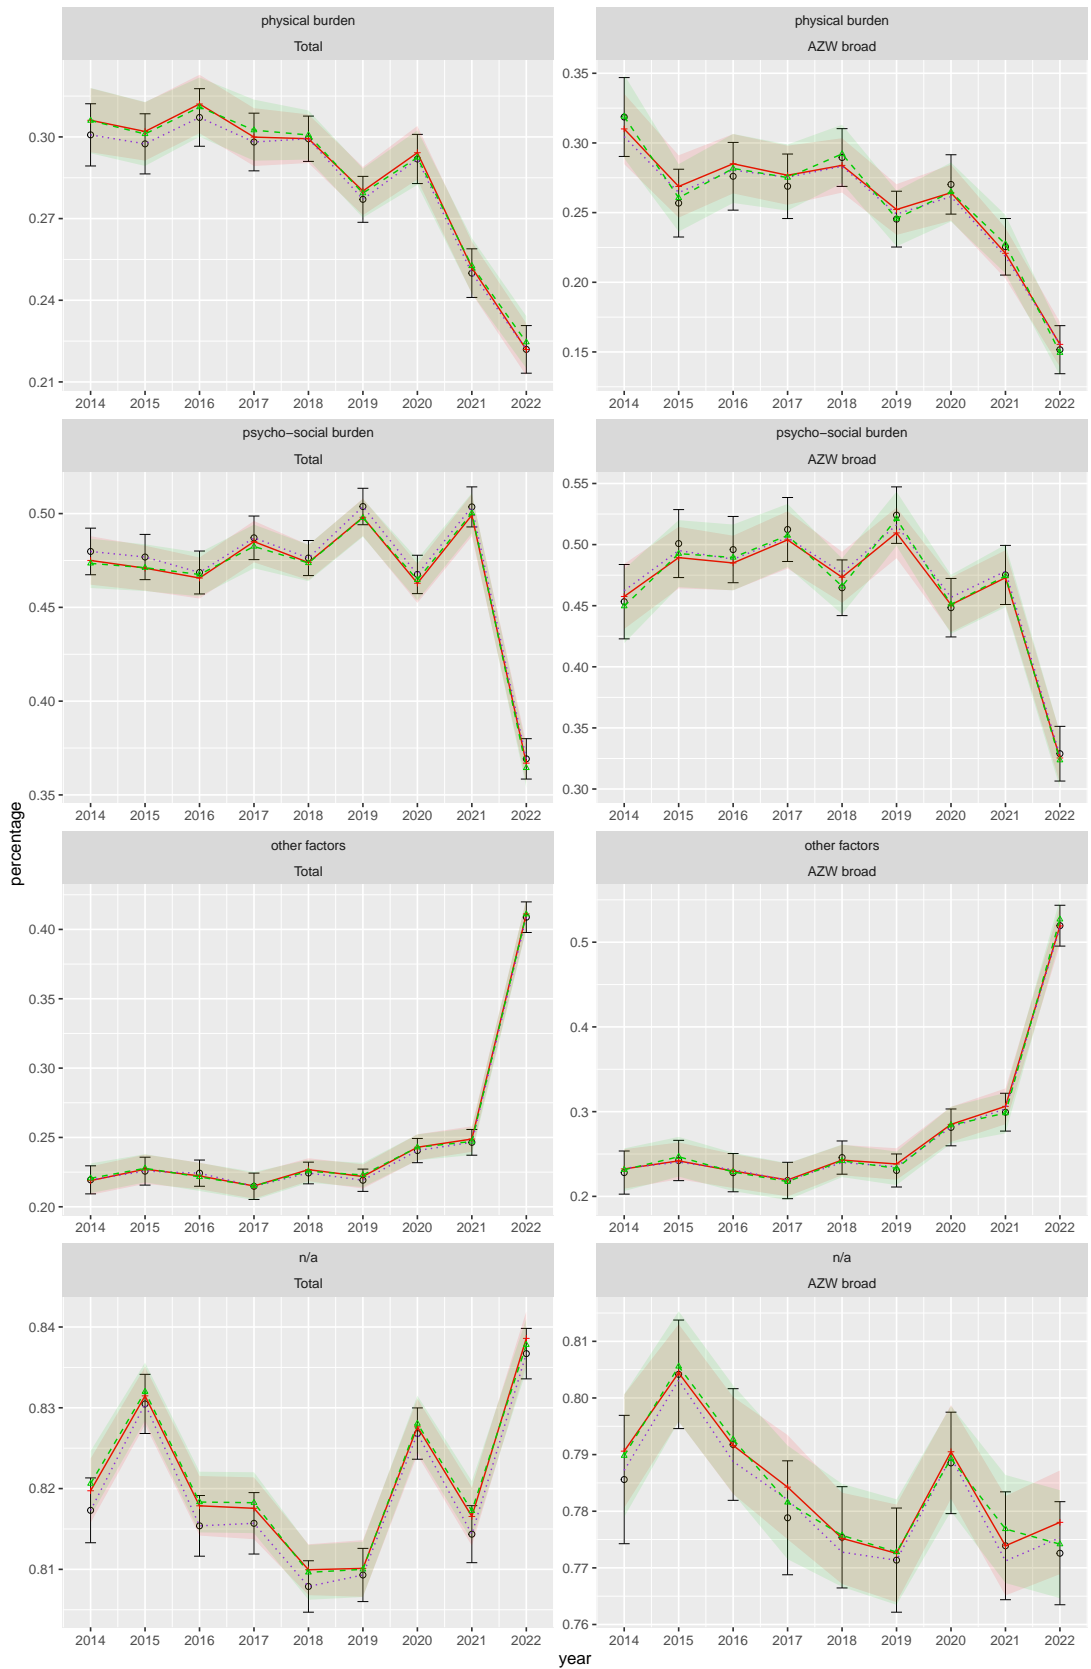 physical burden
Total
0.30
0.27
0.24
0.21
2014 2015 2016 2017 2018 2019 2020 2021 2022
physical burden
AZW broad
0.35
0.30
0.25
0.20
0.15
2014 2015 2016 2017 2018 2019 2020 2021 2022
psycho−social burden
Total
0.50
0.45
0.40
0.35
2014 2015 2016 2017 2018 2019 2020 2021 2022
psycho−social burden
AZW broad
0.55
0.50
0.45
0.40
0.35
0.30
2014 2015 2016 2017 2018 2019 2020 2021 2022
percentage
other factors
Total
0.40
0.35
0.30
0.25
0.20
2014 2015 2016 2017 2018 2019 2020 2021 2022
other factors
AZW broad
0.5
0.4
0.3
0.2
2014 2015 2016 2017 2018 2019 2020 2021 2022
n/a
Total
0.84
0.83
0.82
0.81
2014 2015 2016 2017 2018 2019 2020 2021 2022
n/a
AZW broad
0.81
0.80
0.79
0.78
0.77
0.76
2014 2015 2016 2017 2018 2019 2020 2021 2022
year